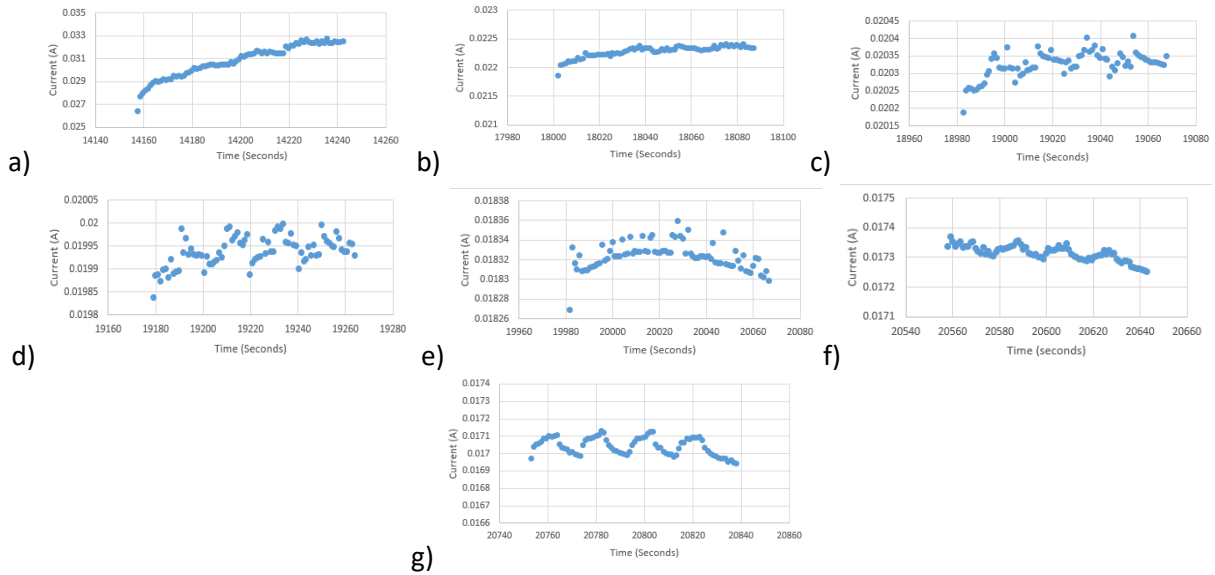 0.035
0.033
0.031
0.029
0.027
0.025
Current (A)
14140 14160 14180 14200 14220 14240 14260
Time (Seconds)
a)
0.023
0.0225
0.022
0.0215
0.021
Current (A)
17980 18000 18020 18040 18060 18080 18100
Time (Seconds)
b)
0.02045
0.0204
0.02035
0.0203
0.02025
0.0202
0.02015
Current (A)
18960 18980 19000 19020 19040 19060 19080
Time (Seconds)
c)
0.02005
0.02
0.01995
0.0199
0.01985
0.0198
Current (A)
19160 19180 19200 19220 19240 19260 19280
Time (Seconds)
d)
0.01838
0.01836
0.01834
0.01832
0.0183
0.01828
0.01826
Current (A)
19960 19980 20000 20020 20040 20060 20080
Time (Seconds)
e)
0.0175
0.0174
0.0173
0.0172
0.0171
Current (A)
20540 20560 20580 20600 20620 20640 20660
Time (Seconds)
f)
0.0174
0.0173
0.0172
0.0171
0.017
0.0169
0.0168
0.0167
0.0166
Current (A)
20740 20760 20780 20800 20820 20840 20860
Time (Seconds)
g)